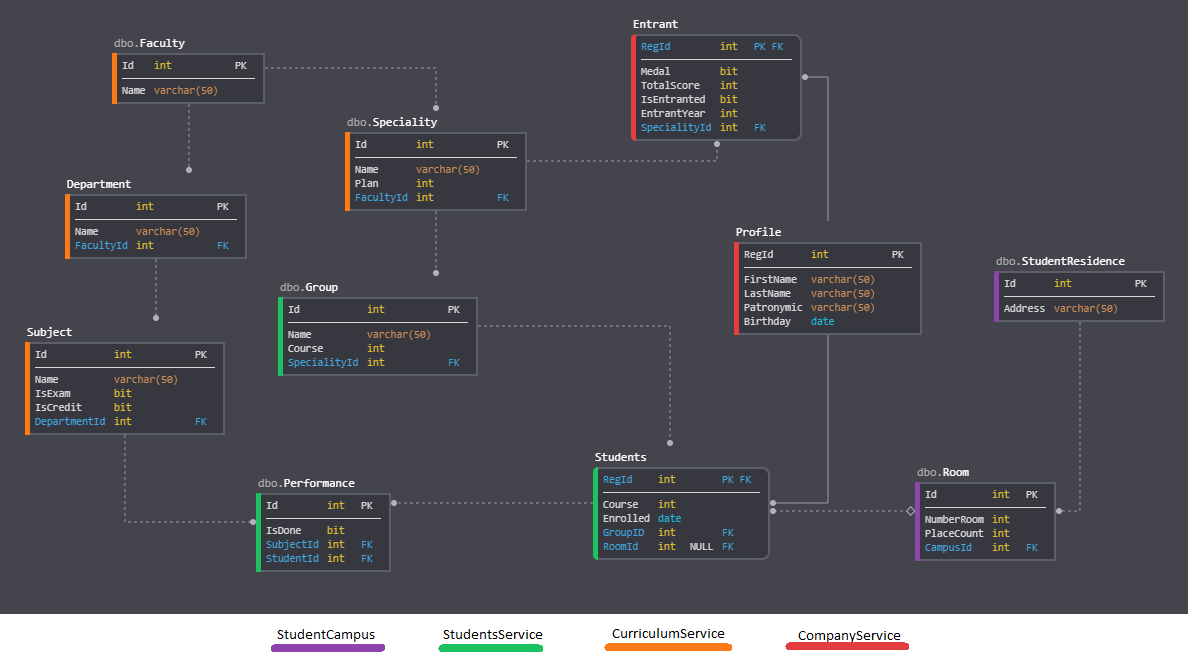 dbo.Faculty
Id int PK
Name varchar(50)
dbo.Speciality
Id int PK
Name varchar(50)
Plan int
FacultyId int FK
Entrant
RegId int PK FK
Medal bit
TotalScore int
IsEntranted bit
EntrantYear int
SpecialityId int FK
Department
Id int PK
Name varchar(50)
FacultyId int FK
Profile
RegId int PK
FirstName varchar(50)
LastName varchar(50)
Patronymic varchar(50)
Birthday date
dbo.StudentResidence
Id int PK
Address varchar(50)
dbo.Group
Id int PK
Name varchar(50)
Course int
SpecialityId int FK
Subject
Id int PK
Name varchar(50)
IsExam bit
IsCredit bit
DepartmentId int FK
dbo.Performance
Id int PK
IsDone bit
SubjectId int FK
StudentId int FK
Students
RegId int PK FK
Course int
Enrolled date
GroupID int FK
RoomId int NULL FK
dbo.Room
Id int PK
NumberRoom int
PlaceCount int
CampusId int FK
StudentCampus
StudentsService
CurriculumService
CompanyService